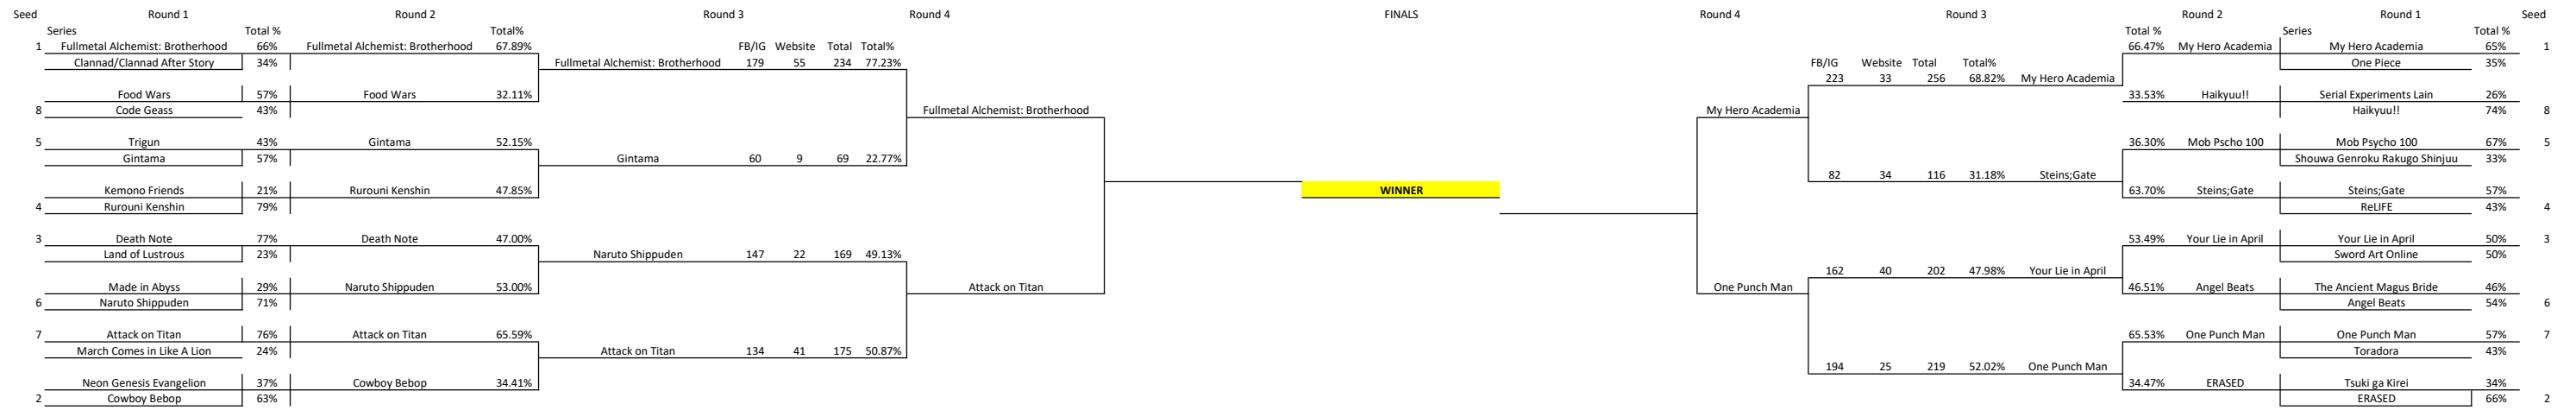 Seed Round 1 Round 2 Round 3 Round 4 FINALS Round 4 Round 3 Round 2 Round 1 Seed
Series Total % Total% Total % Series Total %
1 Fullmetal Alchemist: Brotherhood 66% Fullmetal Alchemist: Brotherhood 67.89% FB/IG Website Total Total% 66.47% My Hero Academia My Hero Academia 65% 1
Clannad/Clannad After Story 34% Fullmetal Alchemist: Brotherhood 179 55 234 77.23% FB/IG Website Total Total% One Piece 35%
223 33 256 68.82% My Hero Academia
Food Wars 57% Food Wars 32.11% 33.53% Haikyuu!! Serial Experiments Lain 26%
8 Code Geass 43% Fullmetal Alchemist: Brotherhood My Hero Academia Haikyuu!! 74% 8
5 Trigun 43% Gintama 52.15% 36.30% Mob Pscho 100 Mob Psycho 100 67% 5
Gintama 57% Gintama 60 9 69 22.77% Shouwa Genroku Rakugo Shinjuu 33%
82 34 116 31.18% Steins;Gate
Kemono Friends 21% Rurouni Kenshin 47.85% WINNER 63.70% Steins;Gate Steins;Gate 57%
4 Rurouni Kenshin 79% ReLIFE 43% 4
3 Death Note 77% Death Note 47.00% 53.49% Your Lie in April Your Lie in April 50% 3
Land of Lustrous 23% Naruto Shippuden 147 22 169 49.13% Sword Art Online 50%
162 40 202 47.98% Your Lie in April
Made in Abyss 29% Naruto Shippuden 53.00% Attack on Titan One Punch Man 46.51% Angel Beats The Ancient Magus Bride 46%
6 Naruto Shippuden 71% Angel Beats 54% 6
7 Attack on Titan 76% Attack on Titan 65.59% 65.53% One Punch Man One Punch Man 57% 7
March Comes in Like A Lion 24% Attack on Titan 134 41 175 50.87% Toradora 43%
194 25 219 52.02% One Punch Man
Neon Genesis Evangelion 37% Cowboy Bebop 34.41% 34.47% ERASED Tsuki ga Kirei 34%
2 Cowboy Bebop 63% ERASED 66% 2